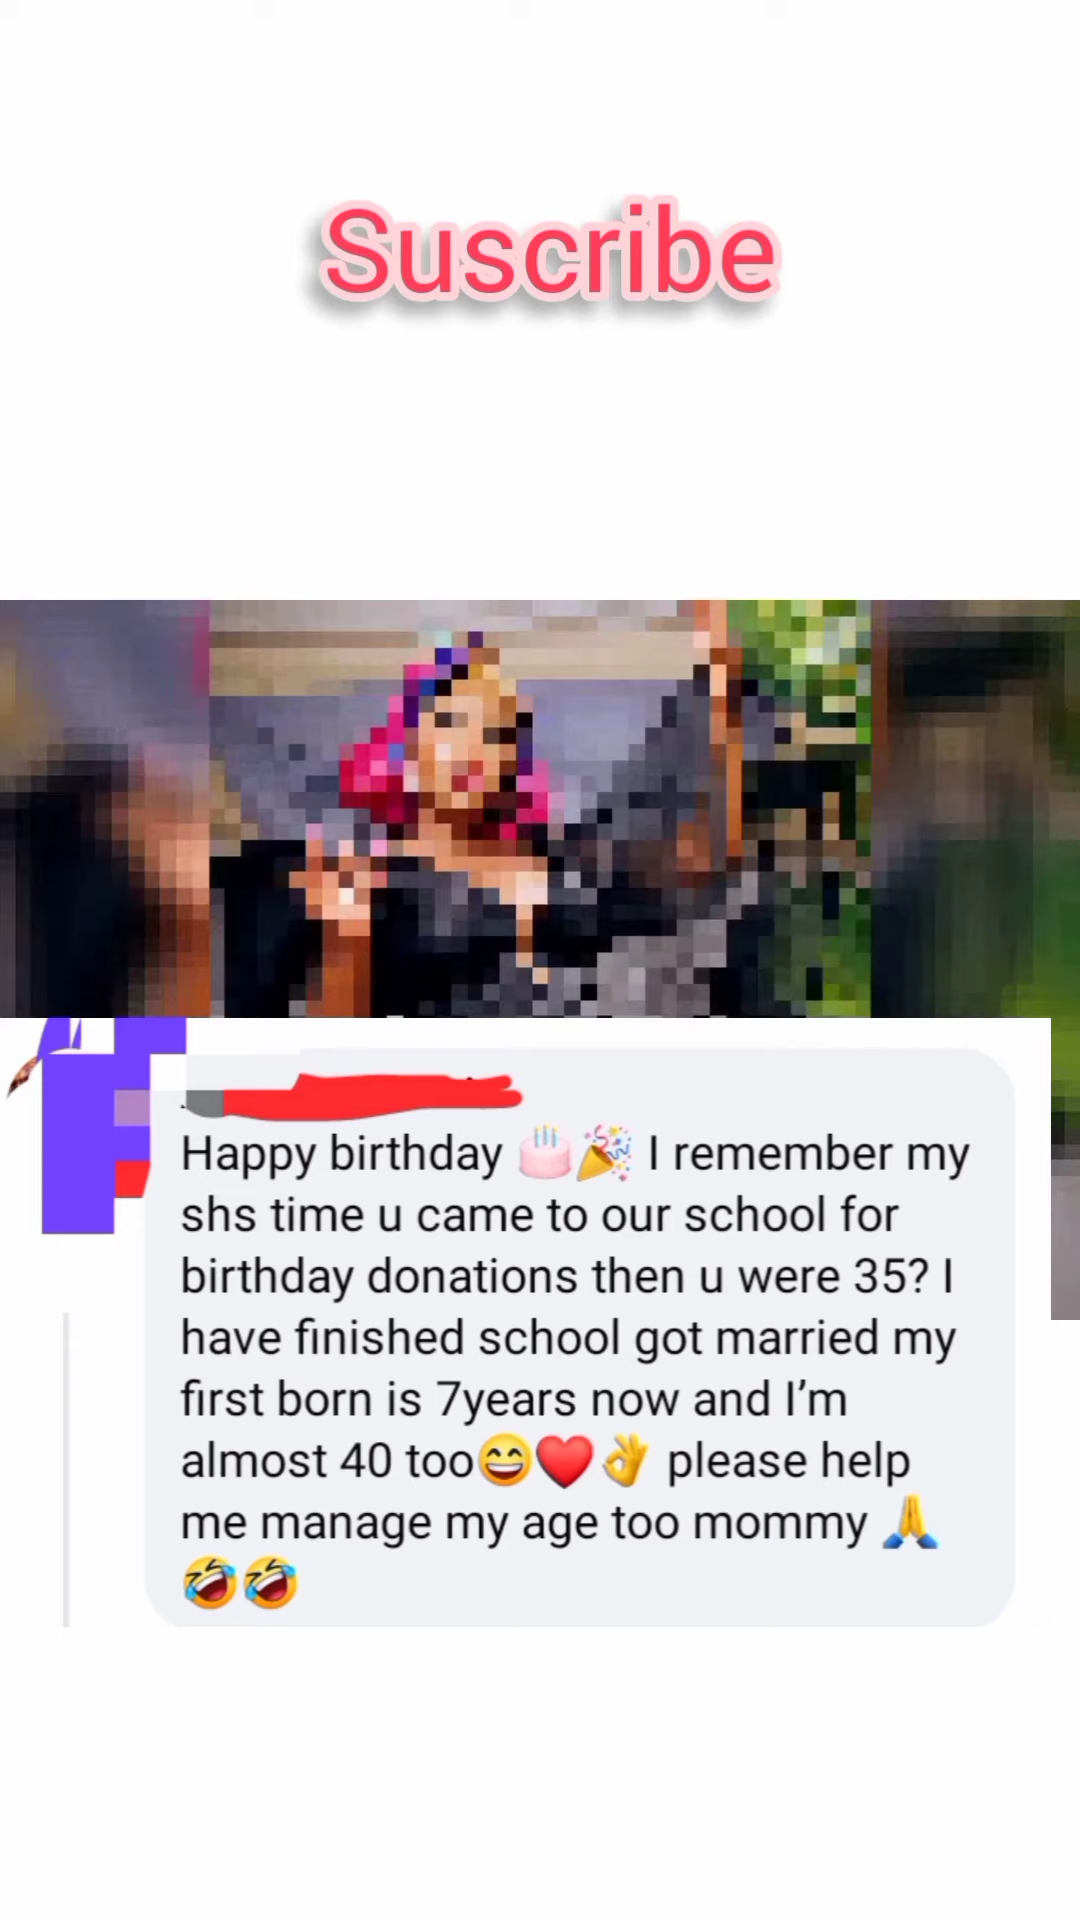 Suscribe
Happy birthday 🎂🎉 I remember my
shs time u came to our school for
birthday donations then u were 35? I
have finished school got married my
first born is 7years now and I’m
almost 40 too😄❤️👌 please help
me manage my age too mommy 🙏
🤣🤣